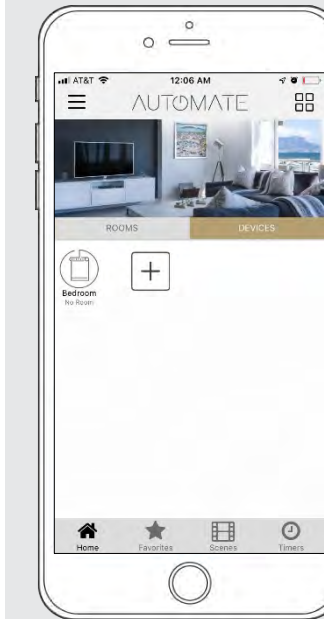 AT&T 12:06 AM
AUTOMATE
ROOMS DEVICES
Bedroom
No Room
Home Favorites Scenes Timers